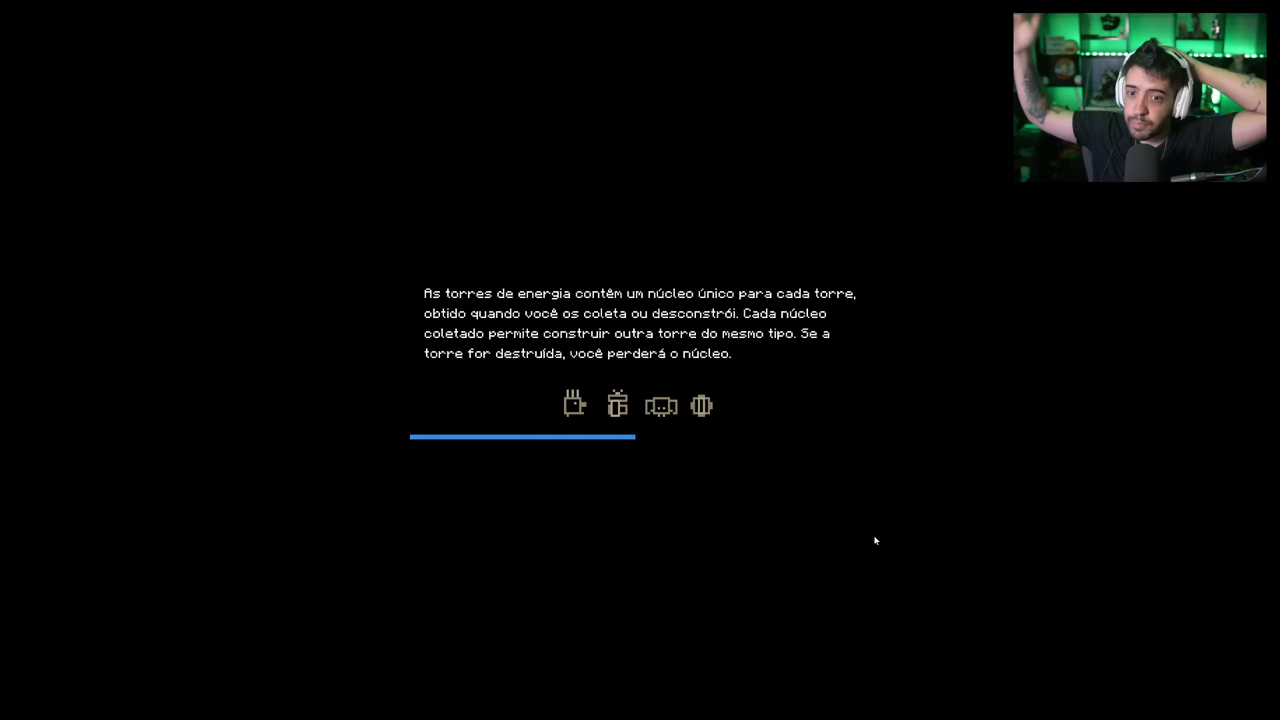 As torres de energia contêm um núcleo único para cada torre,
obtido quando você os coleta ou desconstrói. Cada núcleo
coletado permite construir outra torre do mesmo tipo. Se a
torre for destruída, você perderá o núcleo.